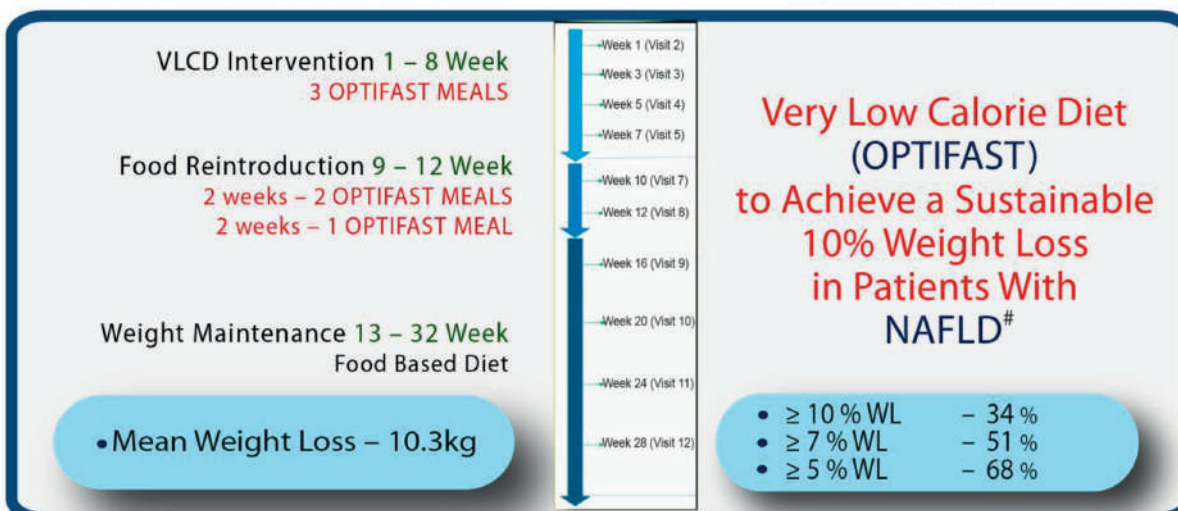 VLCD Intervention 1 – 8 Week
3 OPTIFAST MEALS
Food Reintroduction 9 – 12 Week
2 weeks – 2 OPTIFAST MEALS
2 weeks – 1 OPTIFAST MEAL
Weight Maintenance 13 – 32 Week
Food Based Diet
• Mean Weight Loss – 10.3kg
Week 1 (Visit 2)
Week 3 (Visit 3)
Week 5 (Visit 4)
Week 7 (Visit 5)
Week 10 (Visit 7)
Week 12 (Visit 8)
Week 16 (Visit 9)
Week 20 (Visit 10)
Week 24 (Visit 11)
Week 28 (Visit 12)
Very Low Calorie Diet
(OPTIFAST)
to Achieve a Sustainable
10% Weight Loss
in Patients With
NAFLD#
• ≥ 10 % WL – 34 %
• ≥ 7 % WL – 51 %
• ≥ 5 % WL – 68 %